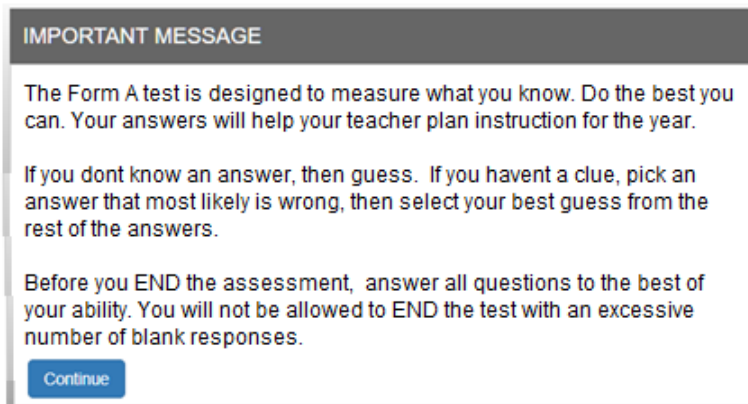 IMPORTANT MESSAGE
The Form A test is designed to measure what you know. Do the best you
can. Your answers will help your teacher plan instruction for the year.
If you dont know an answer, then guess.  If you havent a clue, pick an
answer that most likely is wrong, then select your best guess from the
rest of the answers.
Before you END the assessment,  answer all questions to the best of
your ability. You will not be allowed to END the test with an excessive
number of blank responses.
Continue